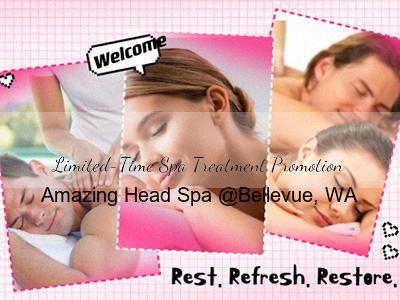 Welcome
Limited-Time Spa Treatment Promotion
Amazing Head Spa @Bellevue, WA
Rest. Refresh. Restore.